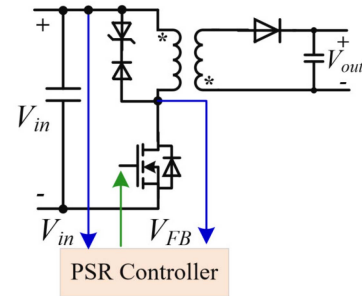 +
*
+
V_in
*
V_out
-
-
V_in
V_FB
PSR Controller